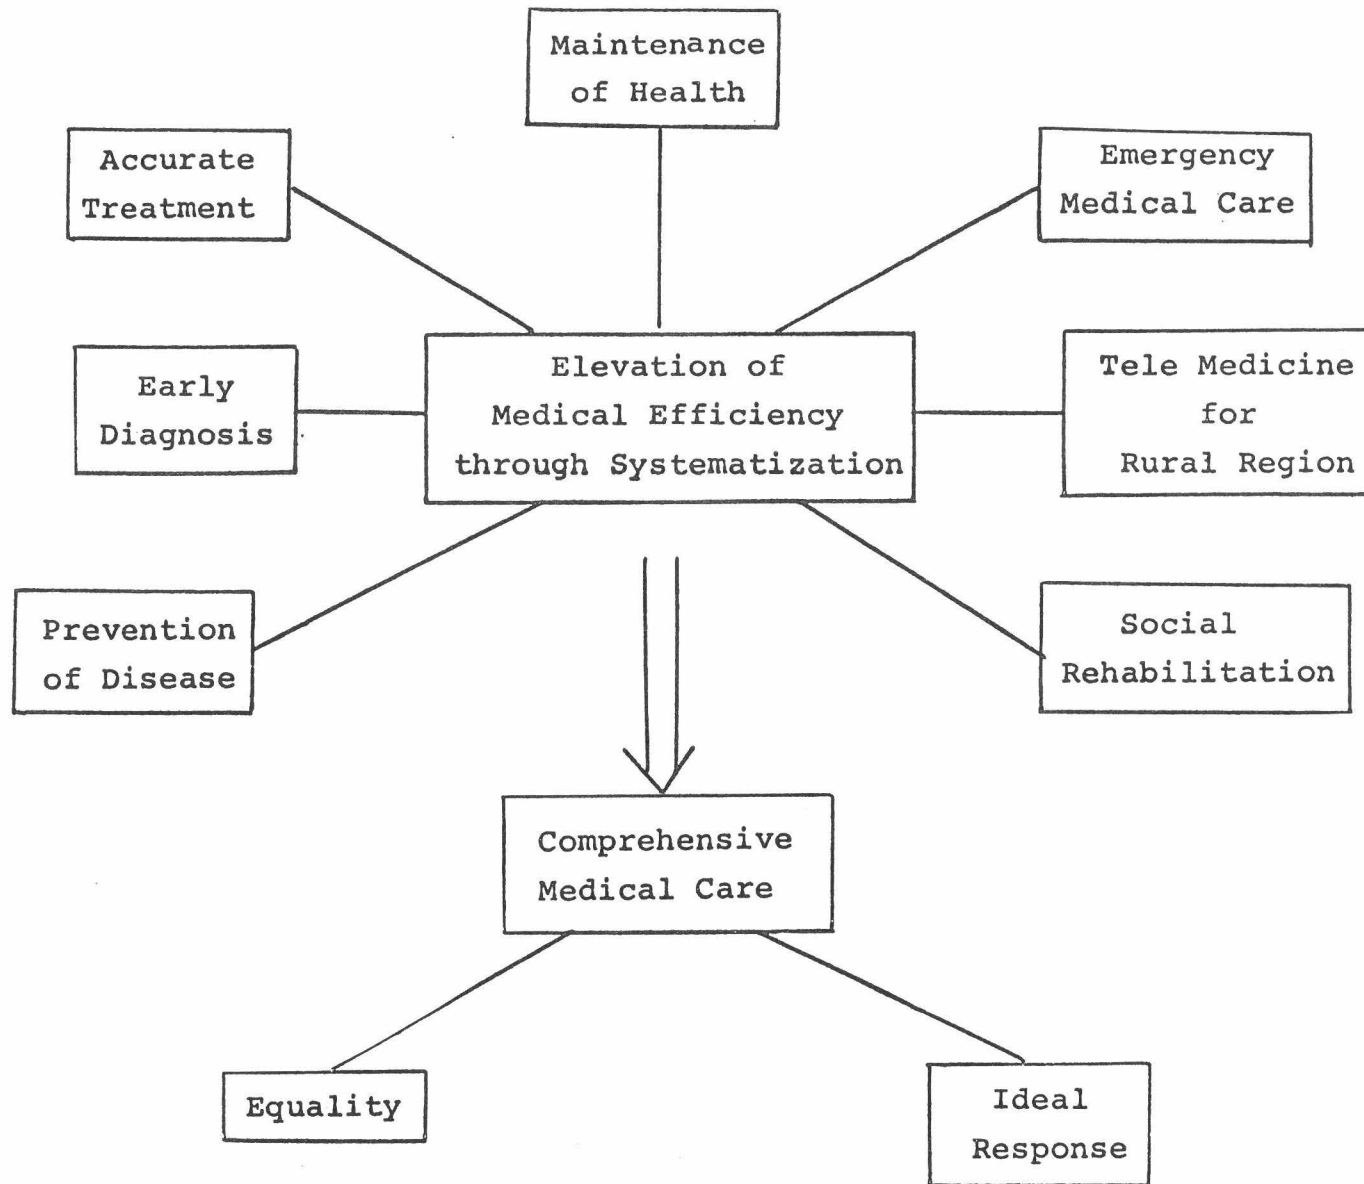 Maintenance
of Health
Accurate
Treatment
Emergency
Medical Care
Elevation of
Medical Efficiency
through Systematization
Early
Diagnosis
Tele Medicine
for
Rural Region
Prevention
of Disease
Social
Rehabilitation
Comprehensive
Medical Care
Equality
Ideal
Response